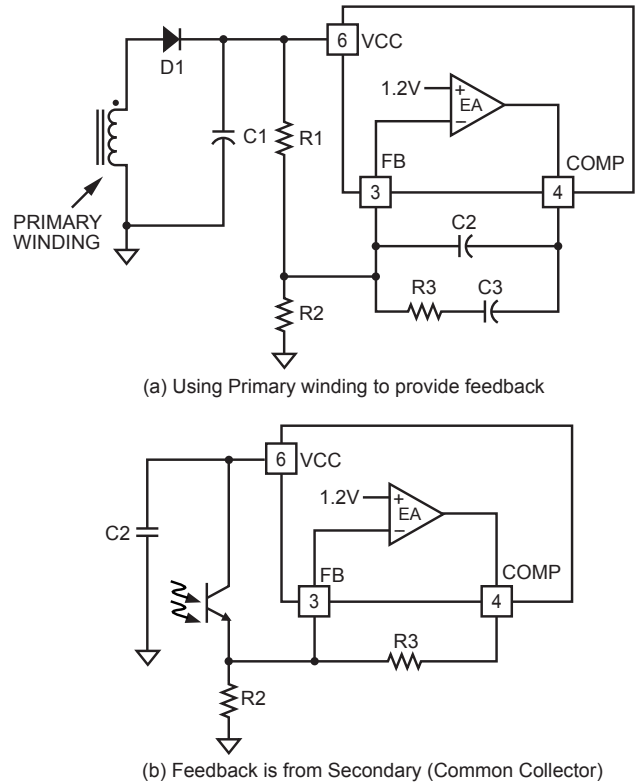 6 VCC
D1
1.2V + EA −
C1 R1
FB COMP
3 4
PRIMARY
WINDING
C2
R3 C3
R2
(a) Using Primary winding to provide feedback
6 VCC
1.2V + EA −
C2
FB COMP
3 4
R3
R2
(b) Feedback is from Secondary (Common Collector)